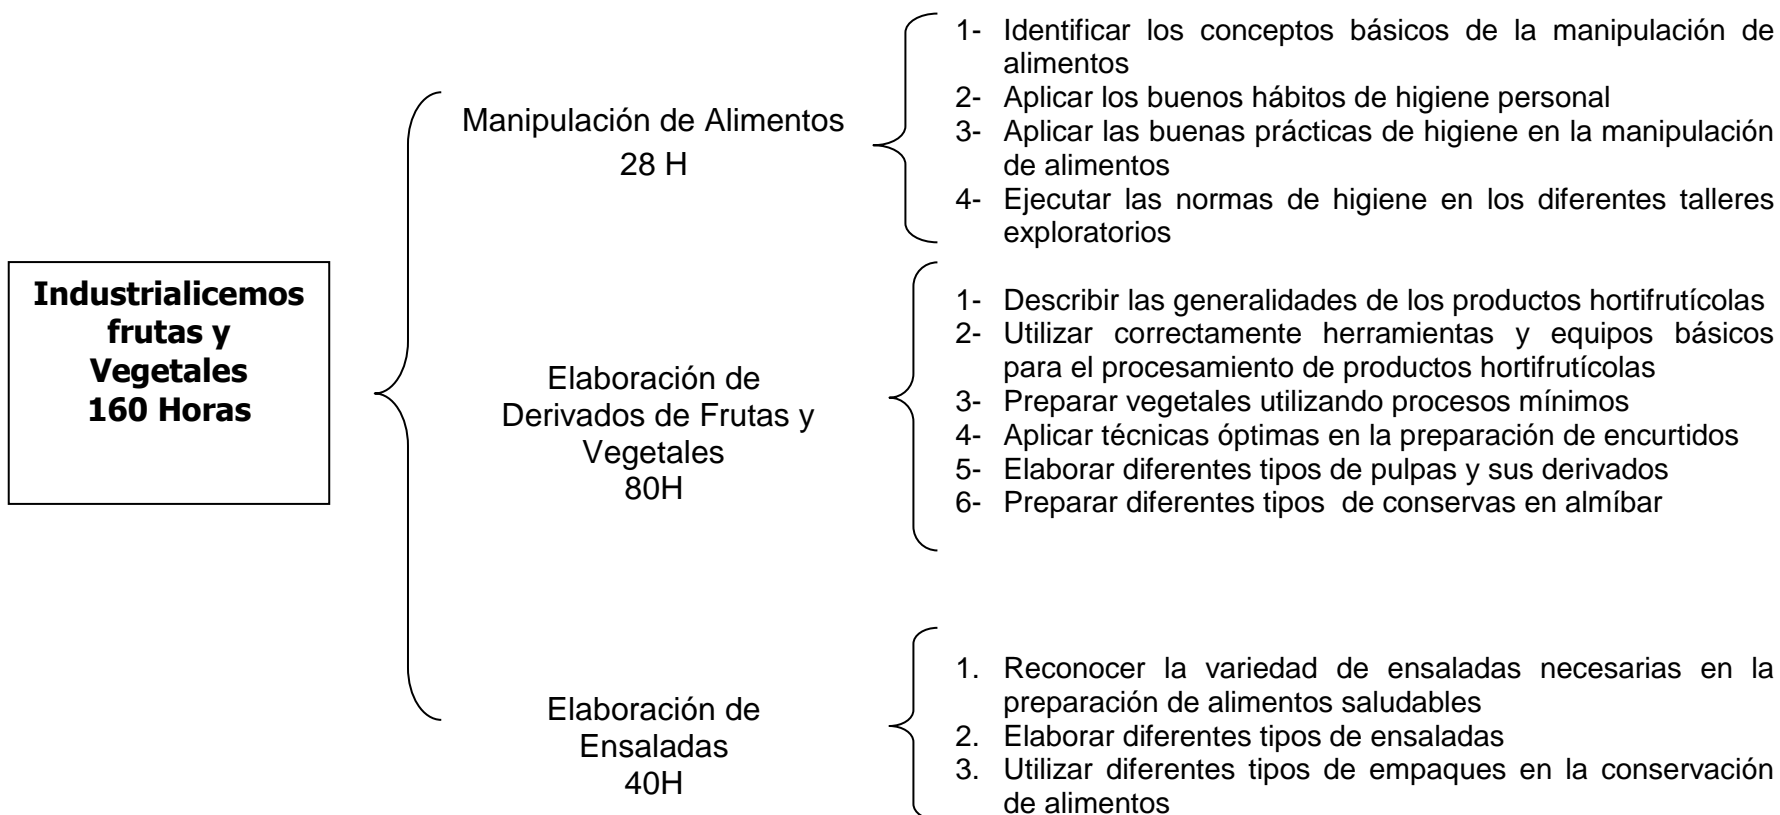 Industrialicemos
frutas y
Vegetales
160 Horas
Manipulación de Alimentos
28 H
1- Identificar los conceptos básicos de la manipulación de
alimentos
2- Aplicar los buenos hábitos de higiene personal
3- Aplicar las buenas prácticas de higiene en la manipulación
de alimentos
4- Ejecutar las normas de higiene en los diferentes talleres
exploratorios
Elaboración de
Derivados de Frutas y
Vegetales
80H
1- Describir las generalidades de los productos hortifrutícolas
2- Utilizar correctamente herramientas y equipos básicos
para el procesamiento de productos hortifrutícolas
3- Preparar vegetales utilizando procesos mínimos
4- Aplicar técnicas óptimas en la preparación de encurtidos
5- Elaborar diferentes tipos de pulpas y sus derivados
6- Preparar diferentes tipos de conservas en almíbar
Elaboración de
Ensaladas
40H
1. Reconocer la variedad de ensaladas necesarias en la
preparación de alimentos saludables
2. Elaborar diferentes tipos de ensaladas
3. Utilizar diferentes tipos de empaques en la conservación
de alimentos